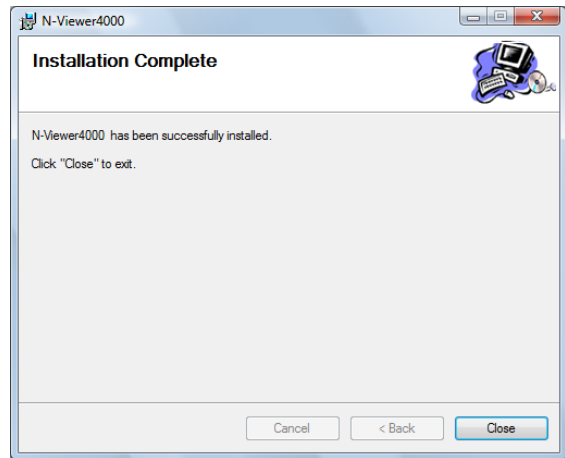 N-Viewer4000
Installation Complete
N-Viewer4000 has been successfully installed.
Click "Close" to exit.
Cancel
< Back
Close